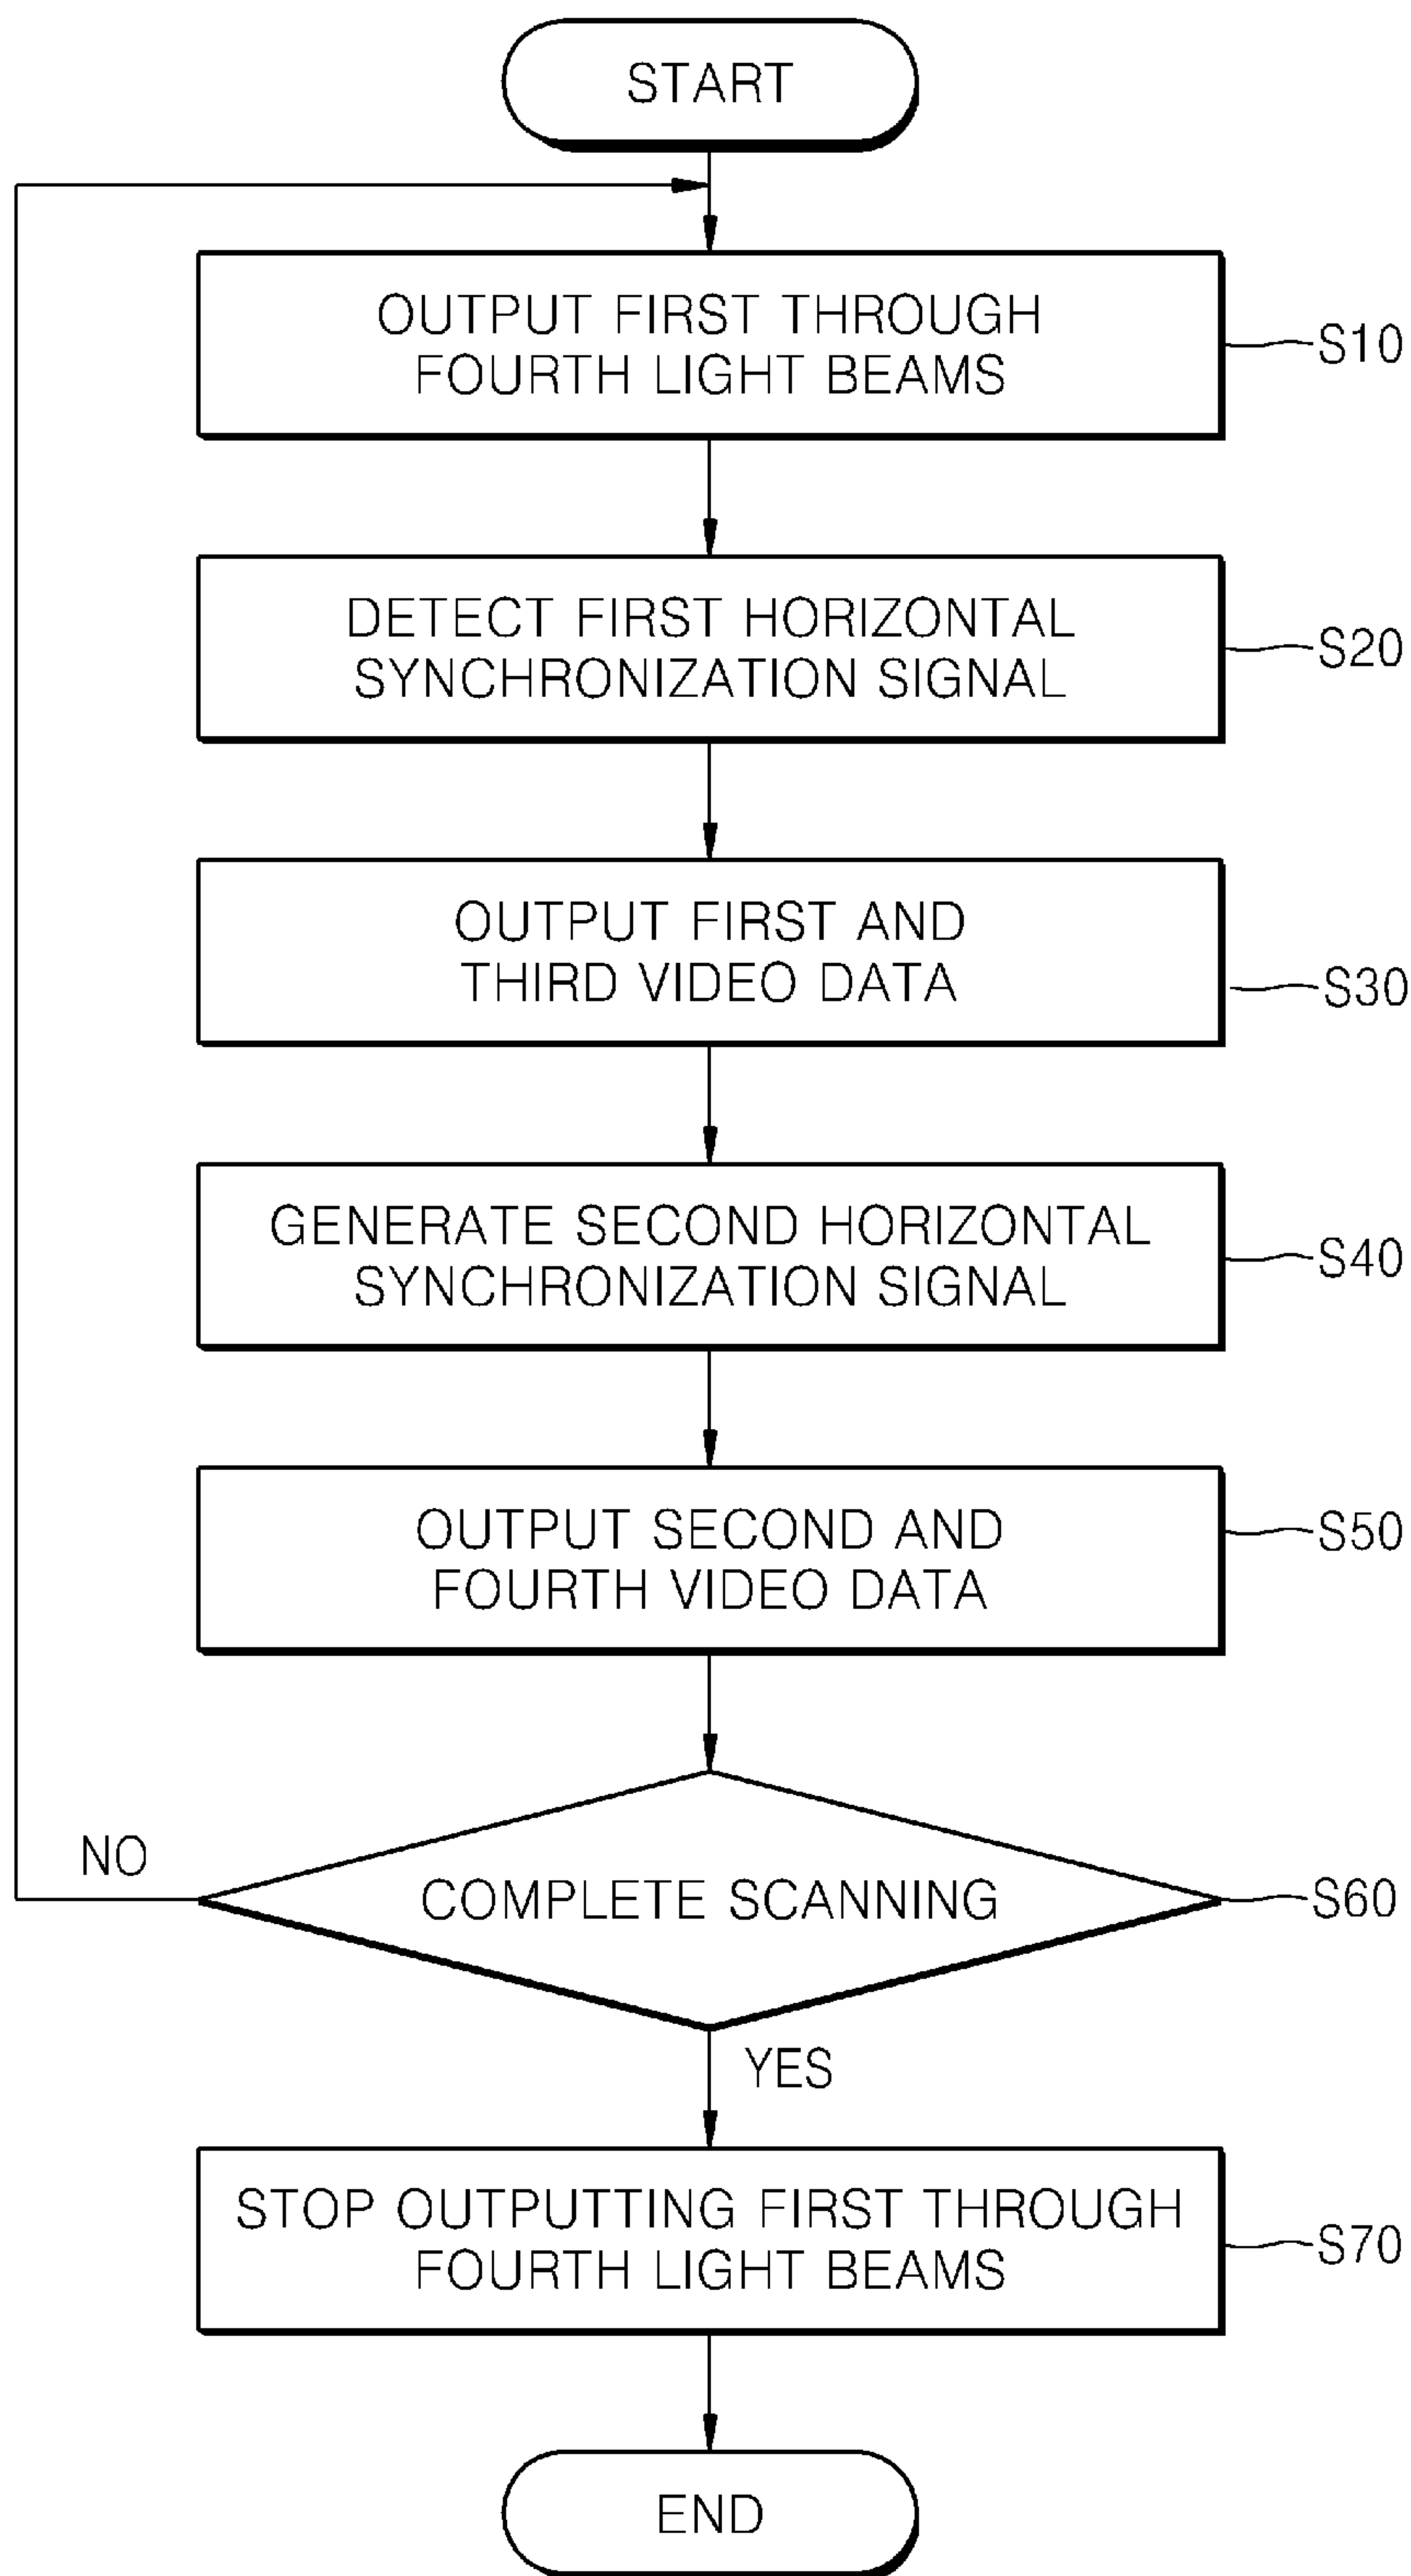 START
OUTPUT FIRST THROUGH
FOURTH LIGHT BEAMS
S10
DETECT FIRST HORIZONTAL
SYNCHRONIZATION SIGNAL
S20
OUTPUT FIRST AND
THIRD VIDEO DATA
S30
GENERATE SECOND HORIZONTAL
SYNCHRONIZATION SIGNAL
S40
OUTPUT SECOND AND
FOURTH VIDEO DATA
S50
NO
COMPLETE SCANNING
S60
YES
STOP OUTPUTTING FIRST THROUGH
FOURTH LIGHT BEAMS
S70
END